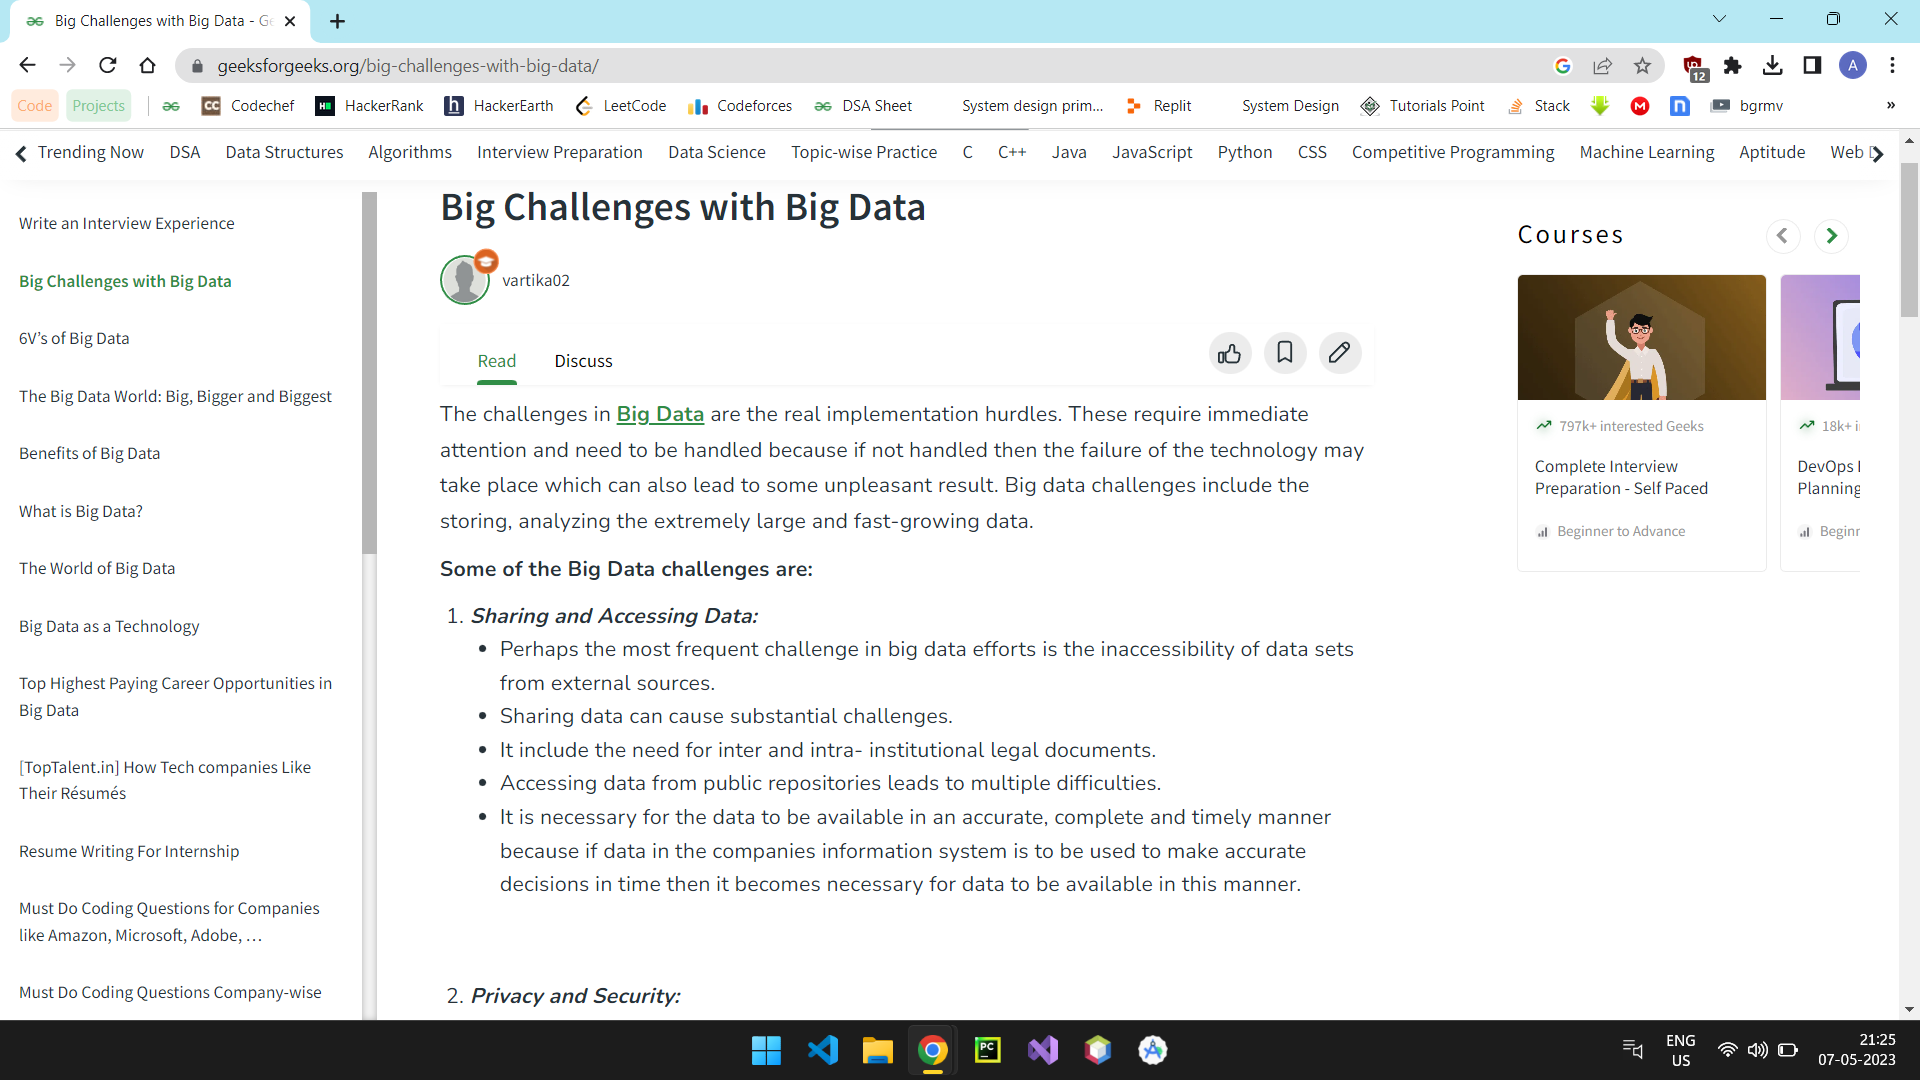 Big Challenges with Big Data - Ge
geeksforgeeks.org/big-challenges-with-big-data/
12
A
Code Projects CC Codechef HackerRank h HackerEarth LeetCode Codeforces DSA Sheet System design prim... Replit System Design Tutorials Point Stack M n bgrmv »
Trending Now DSA Data Structures Algorithms Interview Preparation Data Science Topic-wise Practice C C++ Java JavaScript Python CSS Competitive Programming Machine Learning Aptitude Web
Write an Interview Experience
Big Challenges with Big Data
6V’s of Big Data
The Big Data World: Big, Bigger and Biggest
Benefits of Big Data
What is Big Data?
The World of Big Data
Big Data as a Technology
Top Highest Paying Career Opportunities in
Big Data
[TopTalent.in] How Tech companies Like
Their Résumés
Resume Writing For Internship
Must Do Coding Questions for Companies
like Amazon, Microsoft, Adobe, …
Must Do Coding Questions Company-wise
Big Challenges with Big Data
vartika02
Read Discuss
The challenges in Big Data are the real implementation hurdles. These require immediate
attention and need to be handled because if not handled then the failure of the technology may
take place which can also lead to some unpleasant result. Big data challenges include the
storing, analyzing the extremely large and fast-growing data.
Some of the Big Data challenges are:
1. Sharing and Accessing Data:
• Perhaps the most frequent challenge in big data efforts is the inaccessibility of data sets
from external sources.
• Sharing data can cause substantial challenges.
• It include the need for inter and intra- institutional legal documents.
• Accessing data from public repositories leads to multiple difficulties.
• It is necessary for the data to be available in an accurate, complete and timely manner
because if data in the companies information system is to be used to make accurate
decisions in time then it becomes necessary for data to be available in this manner.
2. Privacy and Security:
Courses
797k+ interested Geeks
Complete Interview
Preparation - Self Paced
Beginner to Advance
18k+
DevOps
Planning
Beginn
PC
ENG
US
21:25
07-05-2023